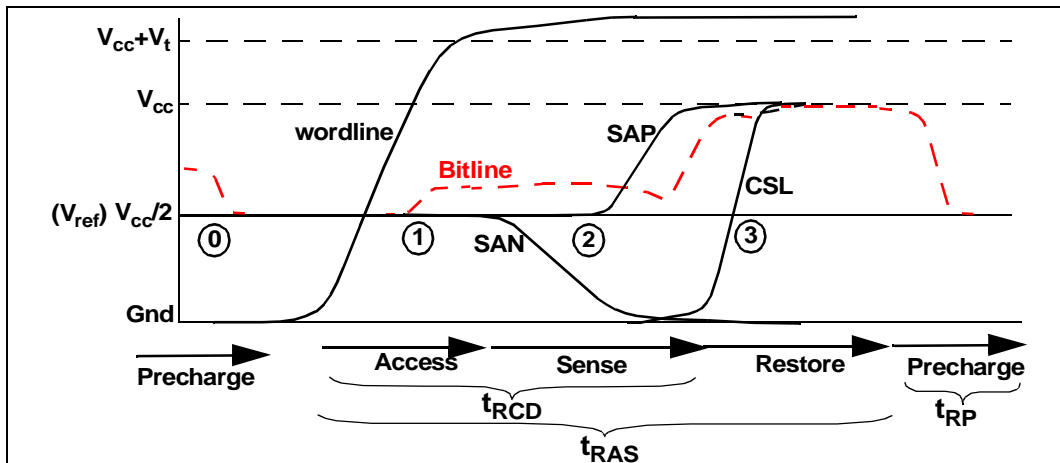 Vcc+Vt
Vcc
wordline
SAP
Bitline
CSL
(Vref) Vcc/2
0
1
SAN
2
3
Gnd
Precharge
Access
Sense
Restore
Precharge
tRCD
tRP
tRAS